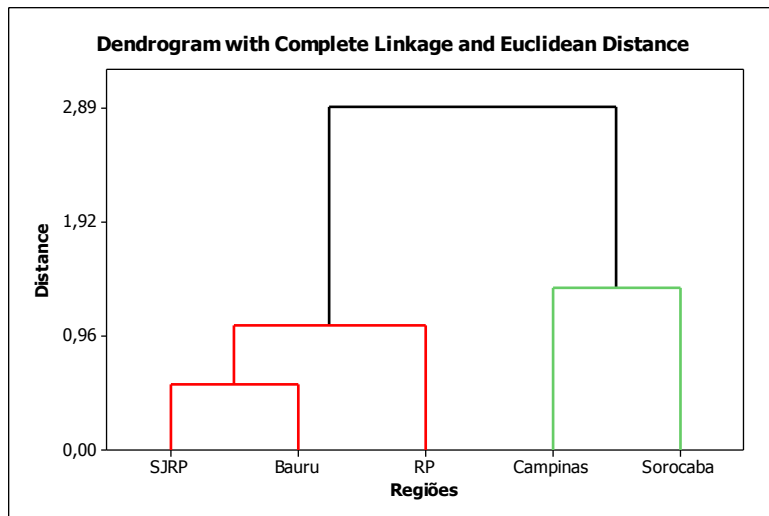 Dendrogram with Complete Linkage and Euclidean Distance
2,89
1,92
0,96
0,00
Distance
SJRP Bauru RP Campinas Sorocaba
Regiões